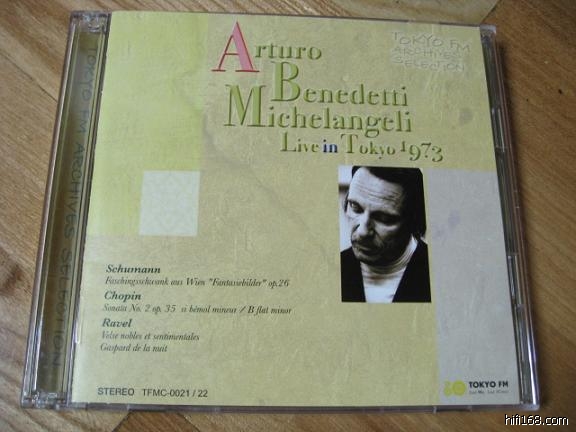 TOKYO FM ARCHIVES SELECTION
TOKYO FM
ARCHIVES
SELECTION
Arturo
Benedetti
Michelangeli
Live in Tokyo 1973
Schumann
Faschingsschwank aus Wien "Fantasiebilder" op.26
Chopin
Sonata No. 2 op. 35 si bémol mineur / B flat minor
Ravel
Valse nobles et sentimentales
Gaspard de la nuit
STEREO TFMC-0021 / 22
TOKYO FM
hifi168.com